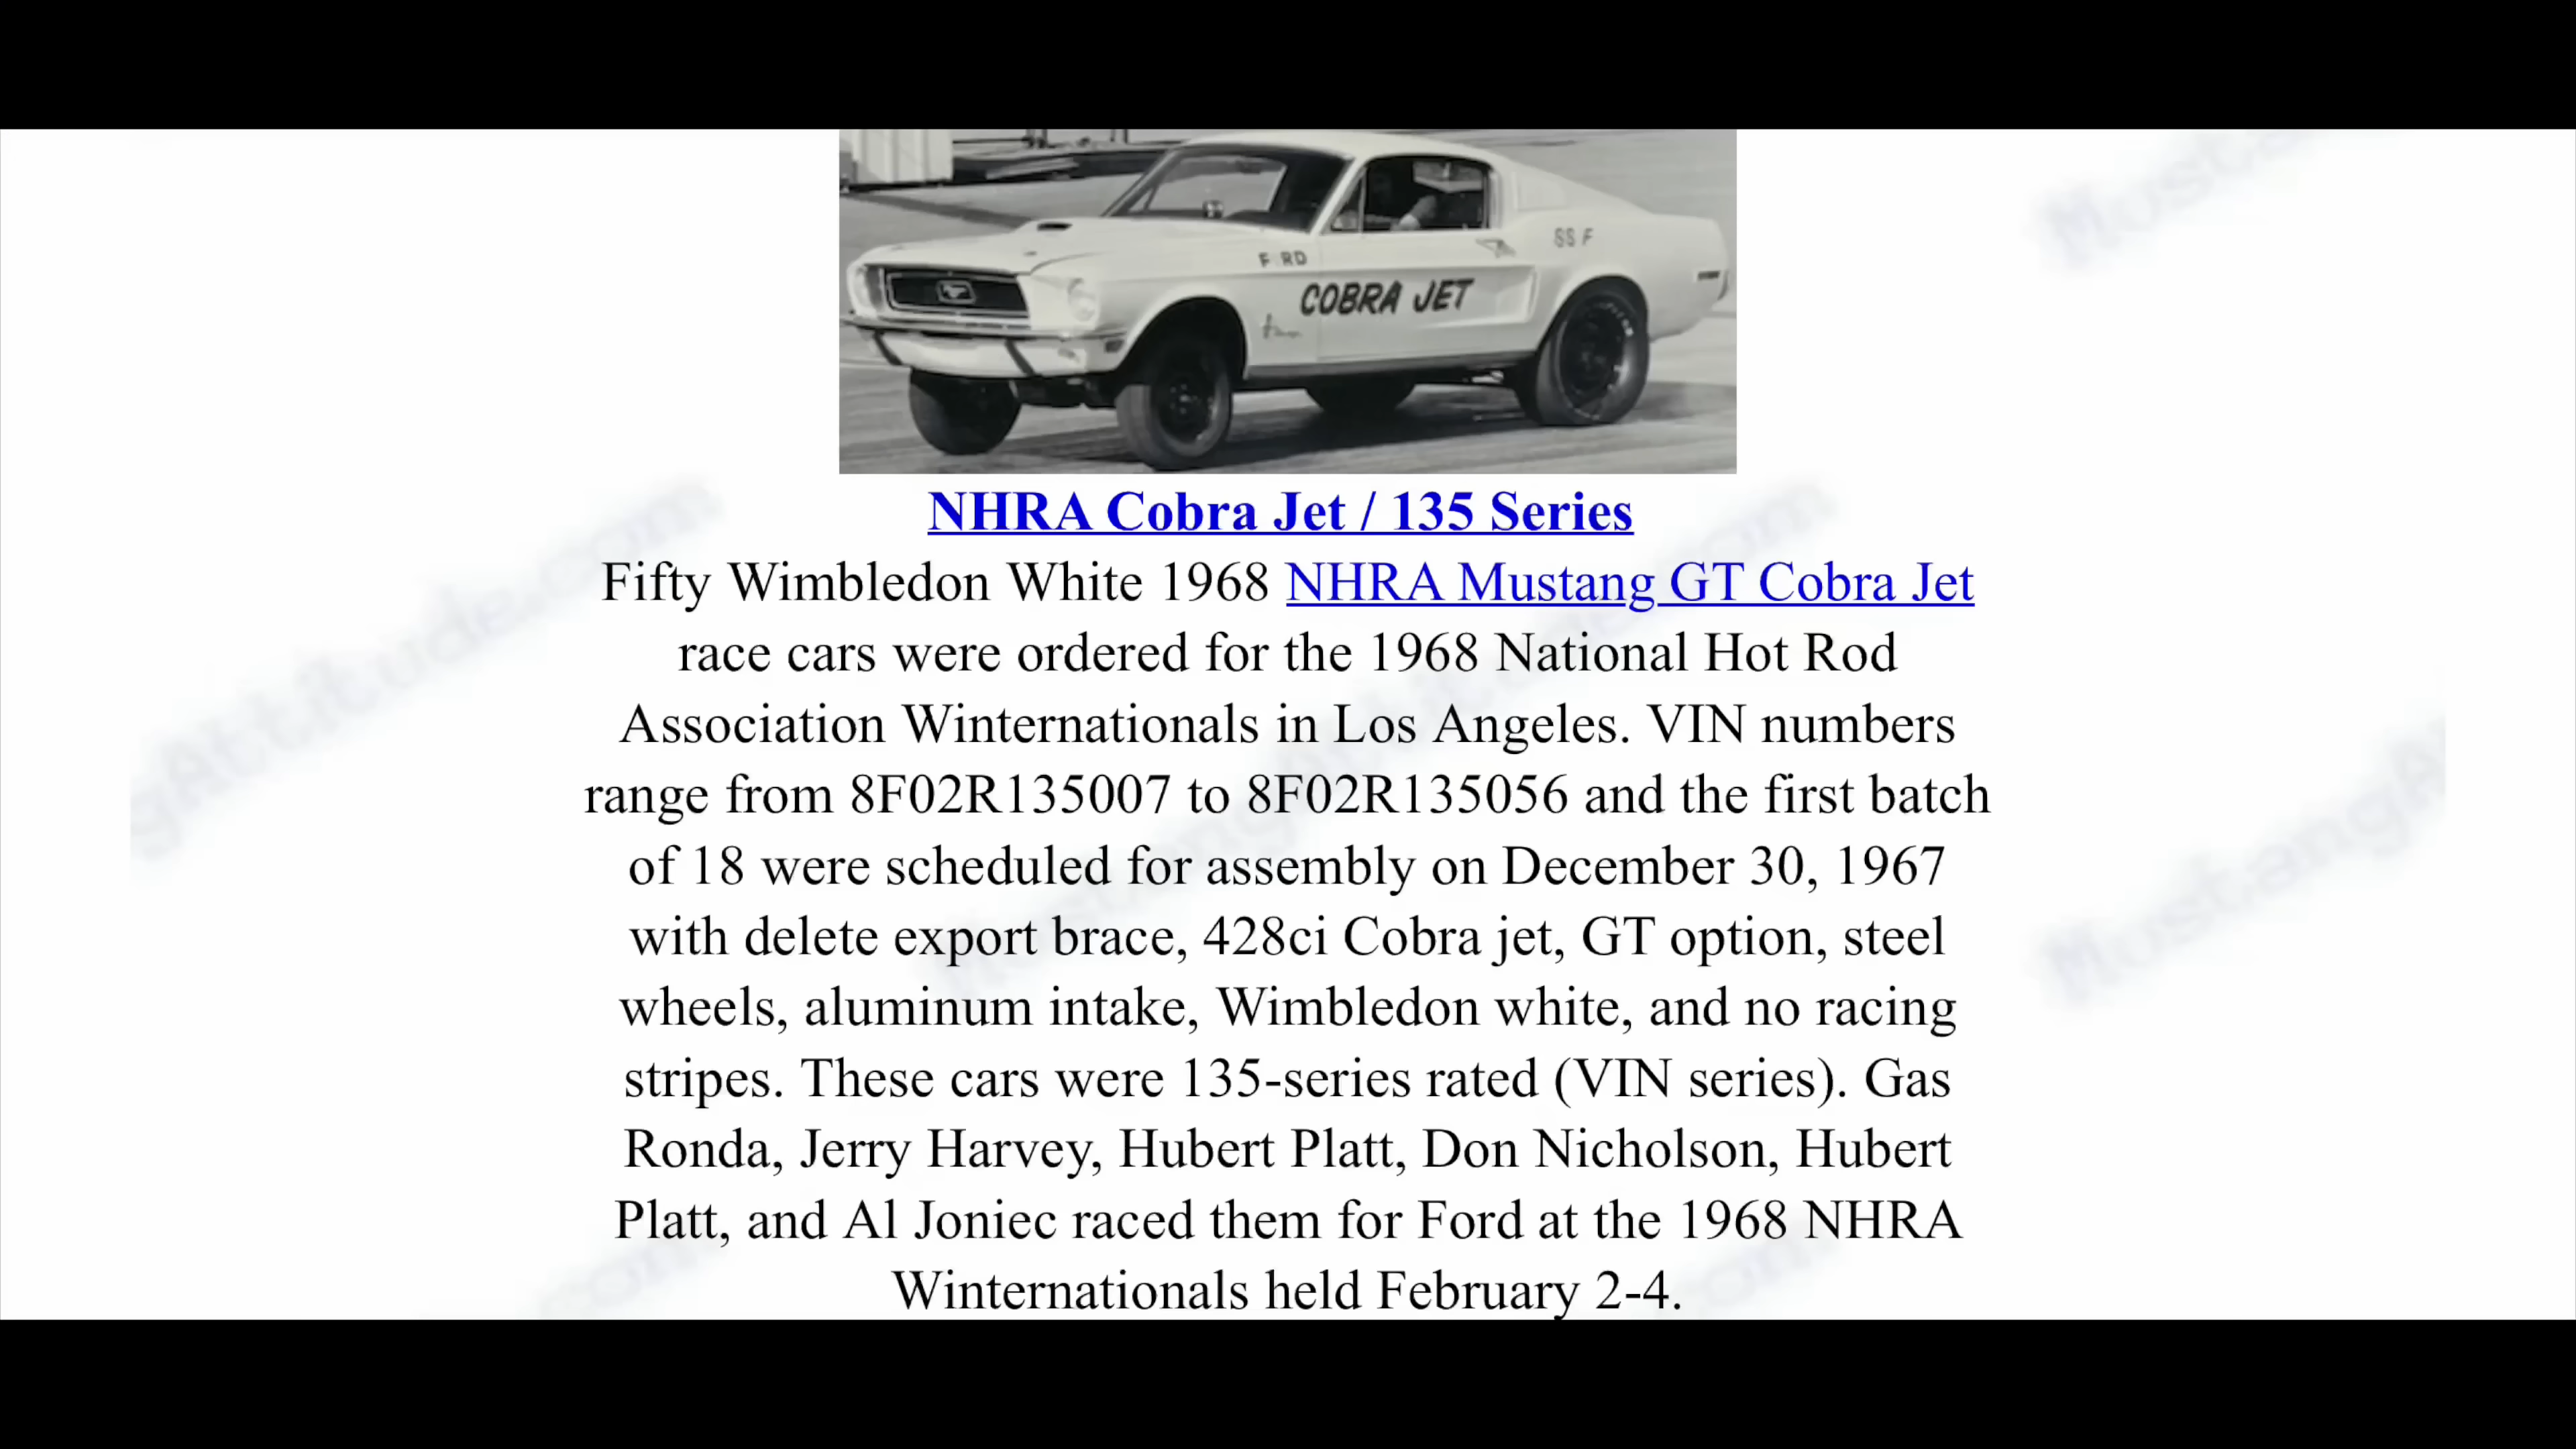 FORD
COBRA JET
SS F
NHRA Cobra Jet / 135 Series
Fifty Wimbledon White 1968 NHRA Mustang GT Cobra Jet
race cars were ordered for the 1968 National Hot Rod
Association Winternationals in Los Angeles. VIN numbers
range from 8F02R135007 to 8F02R135056 and the first batch
of 18 were scheduled for assembly on December 30, 1967
with delete export brace, 428ci Cobra jet, GT option, steel
wheels, aluminum intake, Wimbledon white, and no racing
stripes. These cars were 135-series rated (VIN series). Gas
Ronda, Jerry Harvey, Hubert Platt, Don Nicholson, Hubert
Platt, and Al Joniec raced them for Ford at the 1968 NHRA
Winternationals held February 2-4.
MustangAttitude.com